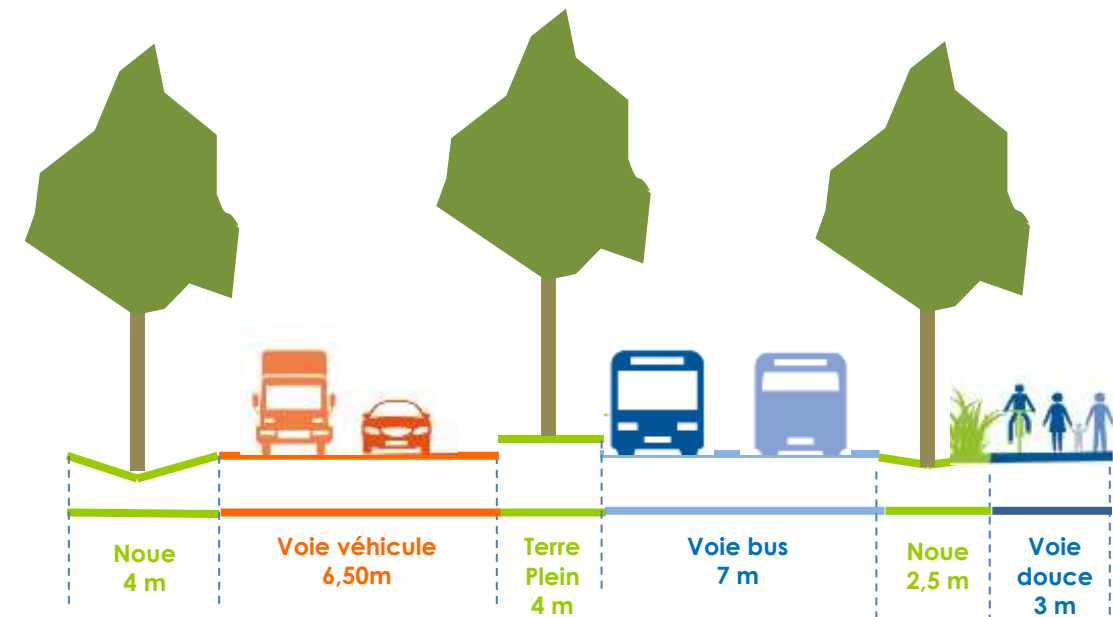 Noue
4 m
Voie véhicule
6,50m
Terre
Plein
4 m
Voie bus
7 m
Noue
2,5 m
Voie
douce
3 m